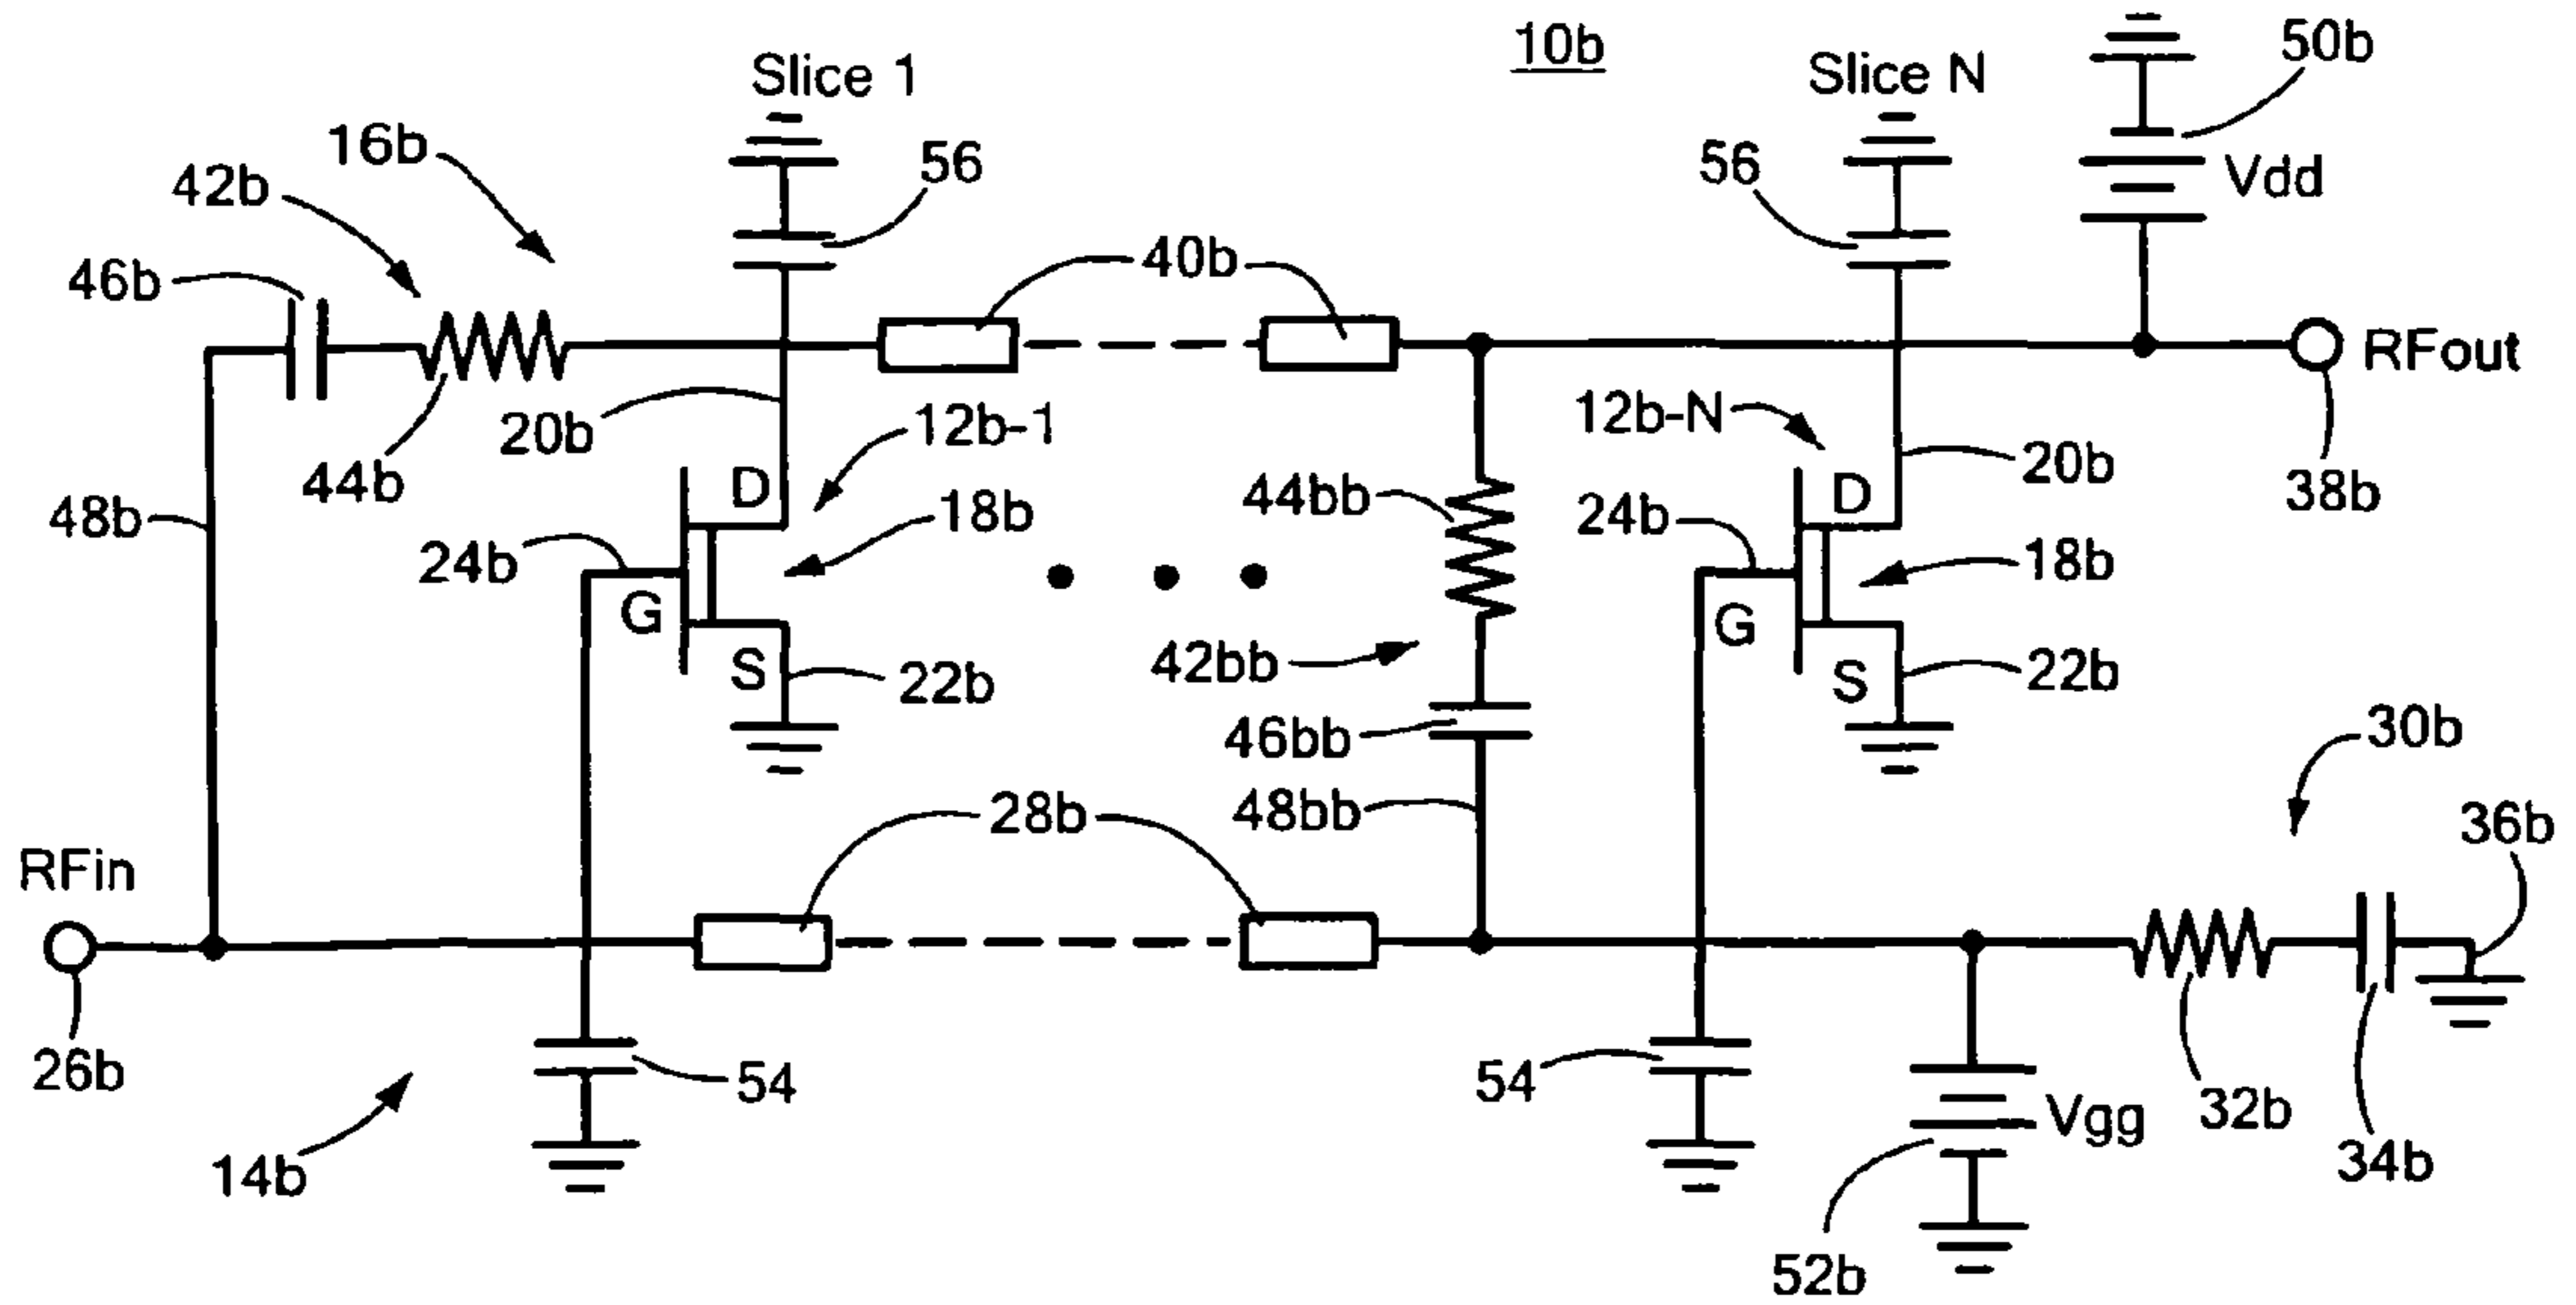 10b
50b
Slice 1
Slice N
16b
42b
56
56
Vdd
46b
40b
RFout
20b
12b-1
12b-N
44b
D
44bb
D
20b
38b
48b
18b
24b
24b
18b
G
G
S
22b
42bb
S
22b
46bb
30b
28b
48bb
36b
RFin
26b
54
54
Vgg
32b
14b
34b
52b